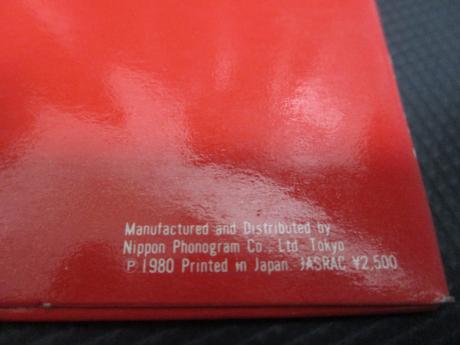 Manufactured and Distributed by
Nippon Phonogram Co., Ltd. Tokyo
℗ 1980 Printed in Japan. JASRAC ¥2,500